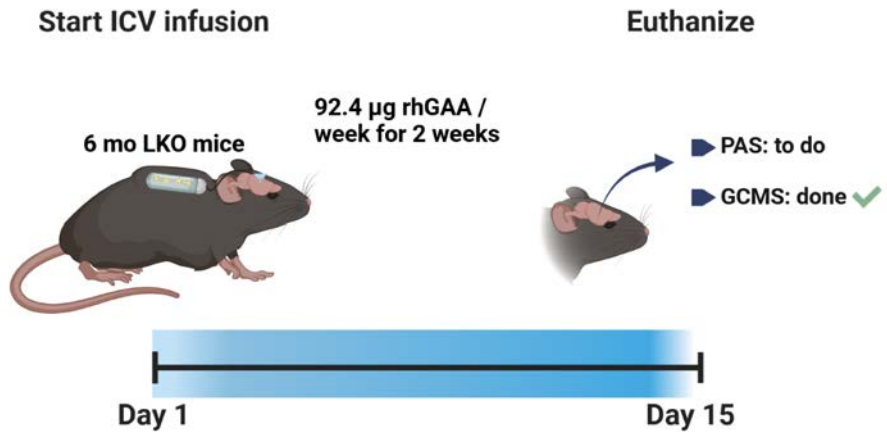 Start ICV infusion
Euthanize
92.4 µg rhGAA /
week for 2 weeks
6 mo LKO mice
PAS: to do
GCMS: done
Day 1
Day 15